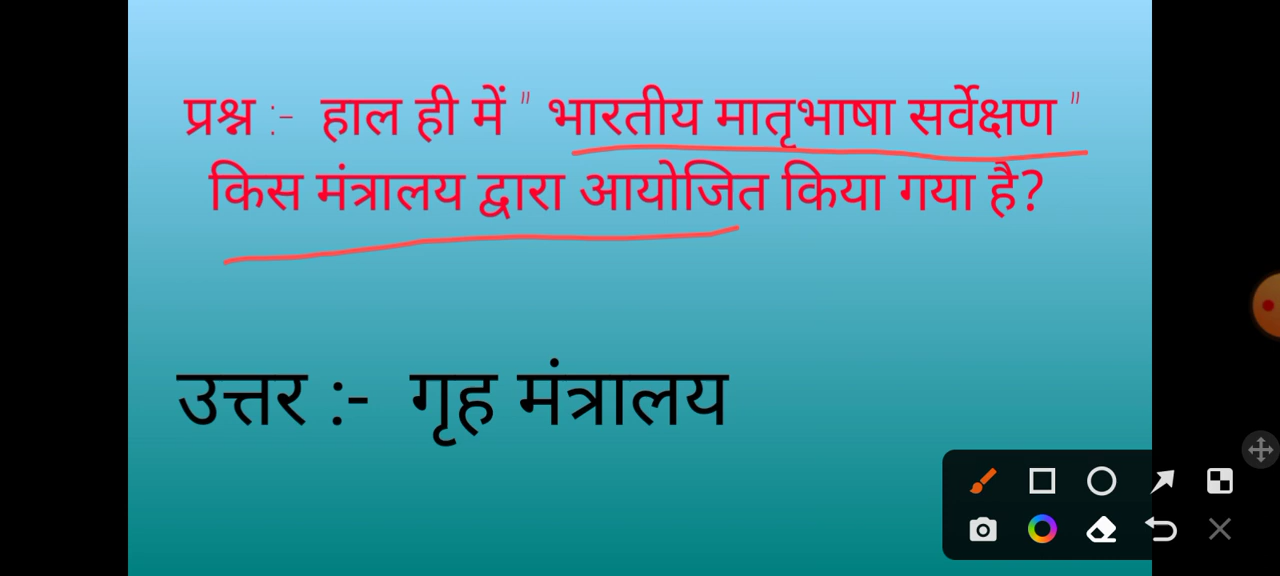 प्रश्न :- हाल ही में " भारतीय मातृभाषा सर्वेक्षण "
किस मंत्रालय द्वारा आयोजित किया गया है?
उत्तर :- गृह मंत्रालय